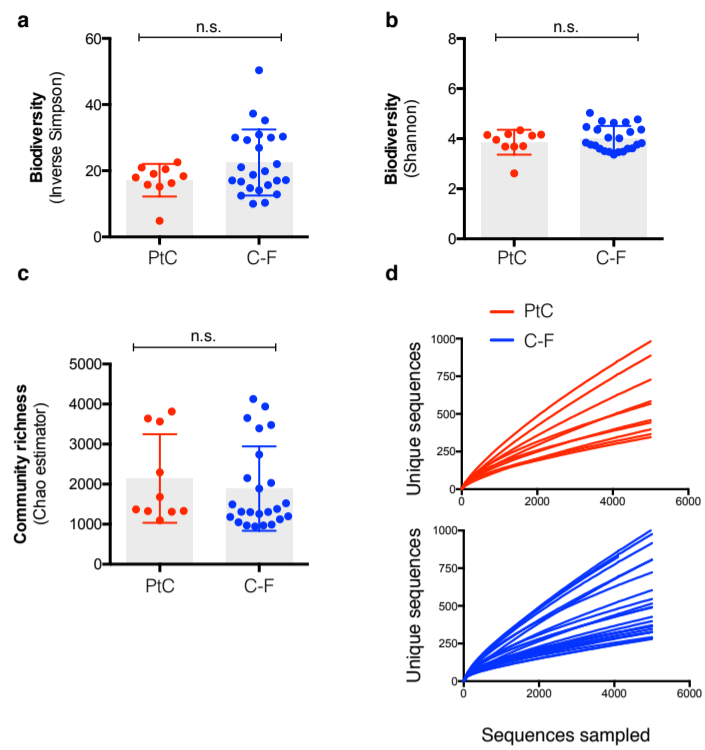 a
n.s.
Biodiversity
(Inverse Simpson)
60
40
20
0
PtC
C-F
b
n.s.
Biodiversity
(Shannon)
8
6
4
2
0
PtC
C-F
c
n.s.
Community richness
(Chao estimator)
5000
4000
3000
2000
1000
0
PtC
C-F
d
PtC
C-F
Unique sequences
1000
750
500
250
0
0
2000
4000
6000
Unique sequences
1000
750
500
250
0
0
2000
4000
6000
Sequences sampled